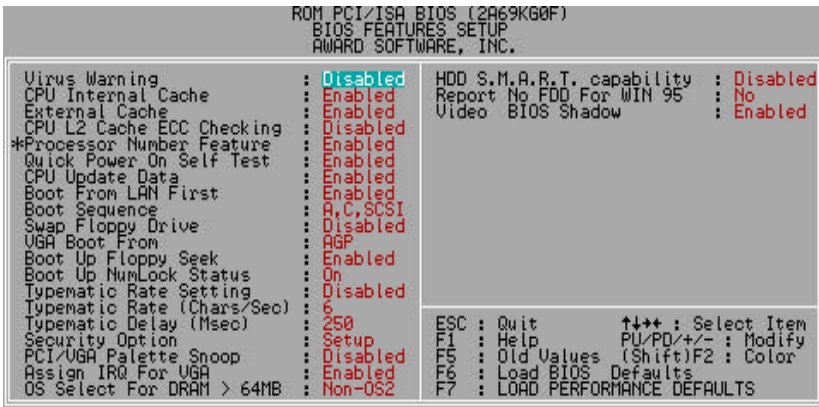 ROM PCI/ISA BIOS (2A69KG0F)
BIOS FEATURES SETUP
AWARD SOFTWARE, INC.
Virus Warning : Disabled
CPU Internal Cache : Enabled
External Cache : Enabled
CPU L2 Cache ECC Checking : Disabled
*Processor Number Feature : Enabled
Quick Power On Self Test : Enabled
CPU Update Data : Enabled
Boot From LAN First : Enabled
Boot Sequence : A,C,SCSI
Swap Floppy Drive : Disabled
VGA Boot From : AGP
Boot Up Floppy Seek : Enabled
Boot Up NumLock Status : On
Typematic Rate Setting : Disabled
Typematic Rate (Chars/Sec) : 6
Typematic Delay (Msec) : 250
Security Option : Setup
PCI/VGA Palette Snoop : Disabled
Assign IRQ For VGA : Enabled
OS Select For DRAM > 64MB : Non-OS2
HDD S.M.A.R.T. capability : Disabled
Report No FDD For WIN 95 : No
Video BIOS Shadow : Enabled
ESC : Quit ↑↓→← : Select Item
F1 : Help PU/PD/+/- : Modify
F5 : Old Values (Shift)F2 : Color
F6 : Load BIOS Defaults
F7 : LOAD PERFORMANCE DEFAULTS